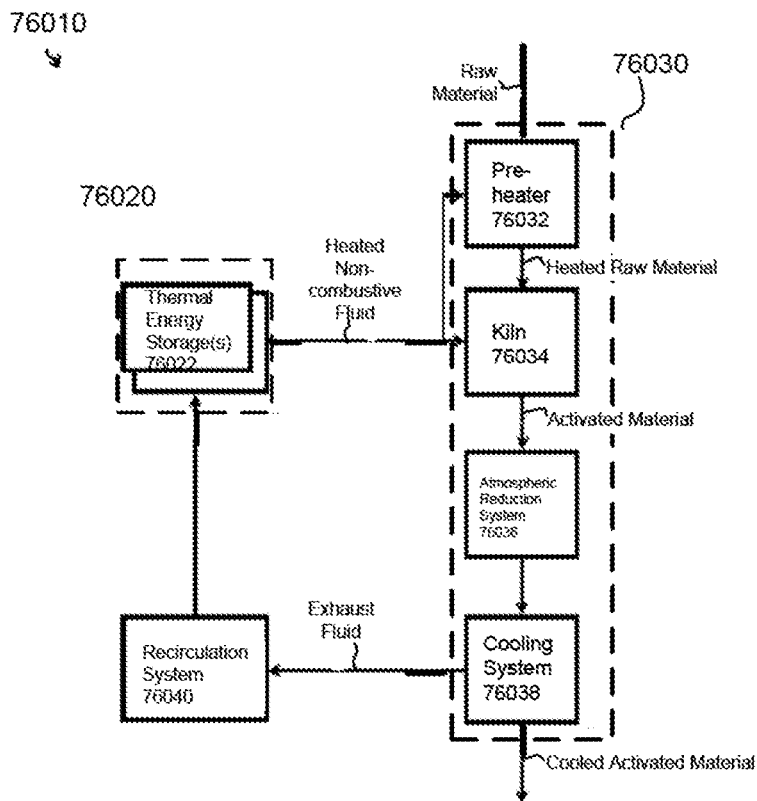 76010
Raw
Material
76030
Pre-
heater
76032
76020
Heated
Non-
combustive
Fluid
Heated Raw Material
Thermal
Energy
Storage(s)
76022
Kiln
76034
Activated Material
Atmospheric
Reduction
System
76036
Exhaust
Fluid
Recirculation
System
76040
Cooling
System
76038
Cooled Activated Material